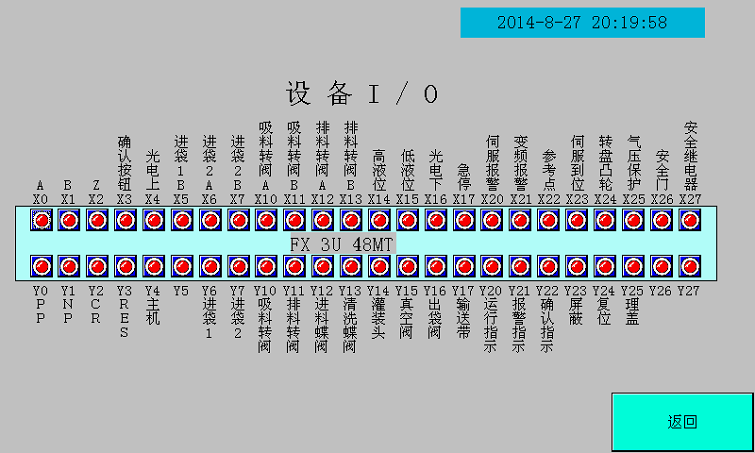 2014-8-27 20:19:58
设备I/O
A
B
Z
确认按钮
光电上
进袋1B
进袋2A
进袋2B
吸料转阀A
吸料转阀B
排料转阀A
排料转阀B
高液位
低液位
光电下
急停
伺服报警
变频报警
参考点
伺服到位
转盘凸轮
气压保护
安全门
安全继电器
X0 X1 X2 X3 X4 X5 X6 X7 X10 X11 X12 X13 X14 X15 X16 X17 X20 X21 X22 X23 X24 X25 X26 X27
FX 3U 48MT
Y0 Y1 Y2 Y3 Y4 Y5 Y6 Y7 Y10 Y11 Y12 Y13 Y14 Y15 Y16 Y17 Y20 Y21 Y22 Y23 Y24 Y25 Y26 Y27
PP
NP
CR
RES
主机
进袋1
进袋2
吸料转阀
排料转阀
进料蝶阀
清洗蝶阀
灌装头
真空阀
出袋阀
输送带
运行指示
报警指示
确认指示
屏蔽
复位
理盖
返回